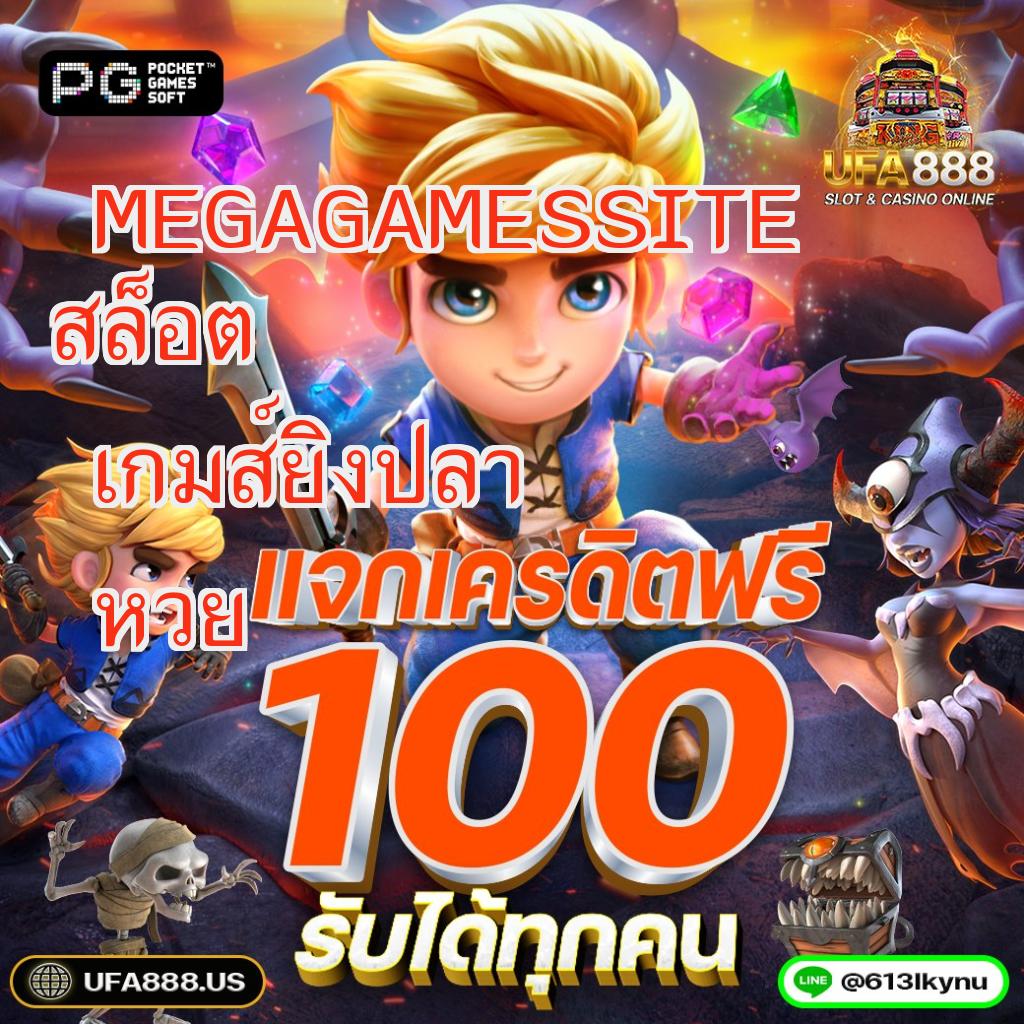 PG POCKET™
GAMES
SOFT
KING
UFA888
SLOT & CASINO ONLINE
MEGAGAMESSITE
สล็อต
เกมส์ยิงปลา
หวย
แจกเครดิตฟรี
100
รับได้ทุกคน
UFA888.US
LINE @613lkynu